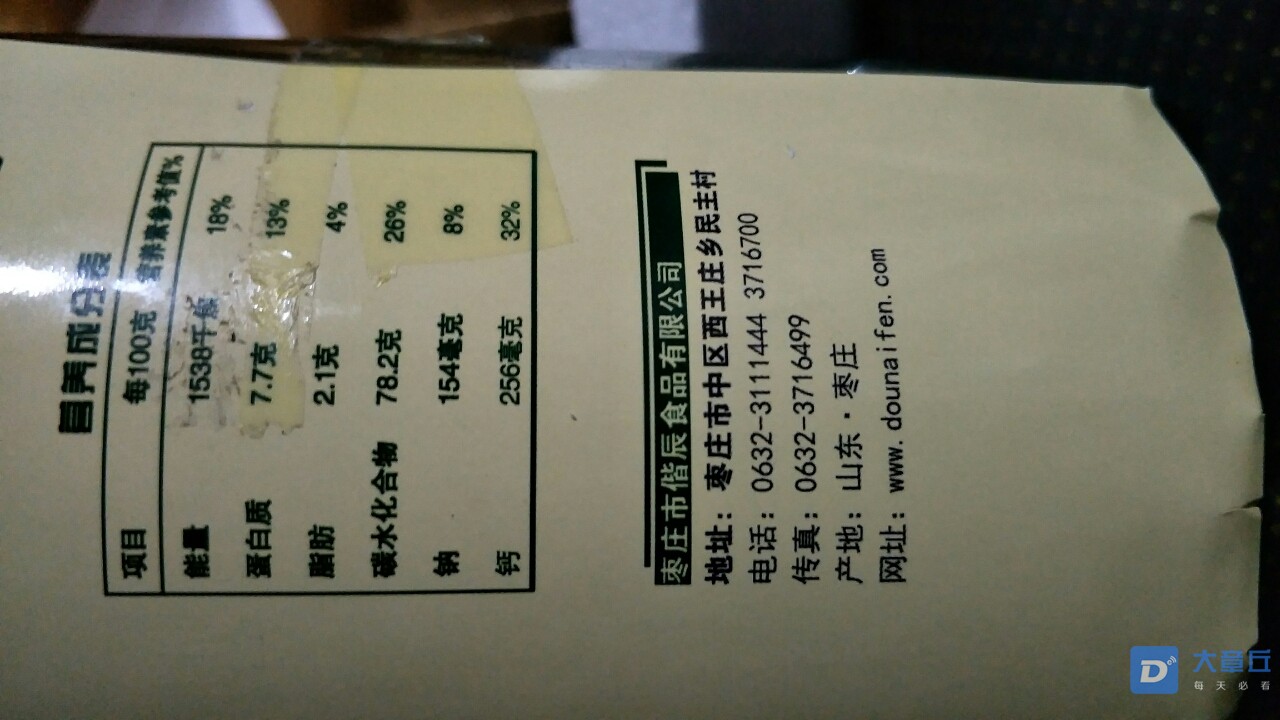 营养成分表
项目 每100克 营养素参考值%
能量 1538千焦 18%
蛋白质 7.7克 13%
脂肪 2.1克 4%
碳水化合物 78.2克 26%
钠 154毫克 8%
钙 256毫克 32%
枣庄市偕辰食品有限公司
地址：枣庄市中区西王庄乡民主村
电话：0632-3111444 3716700
传真：0632-3716499
产地：山东·枣庄
网址：www.dounaifen.com
大章丘
每天必看